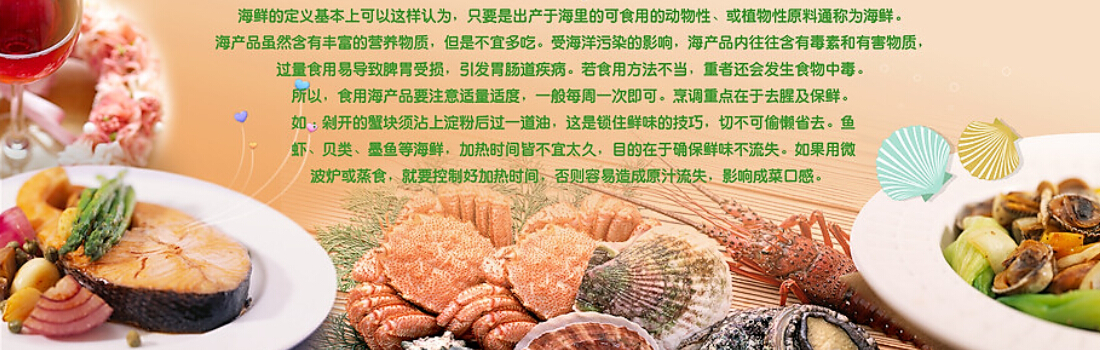 海鲜的定义基本上可以这样认为，只要是出产于海里的可食用的动物性、或植物性原料通称为海鲜。
海产品虽然含有丰富的营养物质，但是不宜多吃。受海洋污染的影响，海产品内往往含有毒素和有害物质，
过量食用易导致脾胃受损，引发胃肠道疾病。若食用方法不当，重者还会发生食物中毒。
所以，食用海产品要注意适量适度，一般每周一次即可。烹调重点在于去腥及保鲜。
如：剁开的蟹块须沾上淀粉后过一道油，这是锁住鲜味的技巧，切不可偷懒省去。鱼
虾、贝类、墨鱼等海鲜，加热时间皆不宜太久，目的在于确保鲜味不流失。如果用微
波炉或蒸食，就要控制好加热时间，否则容易造成原汁流失，影响成菜口感。